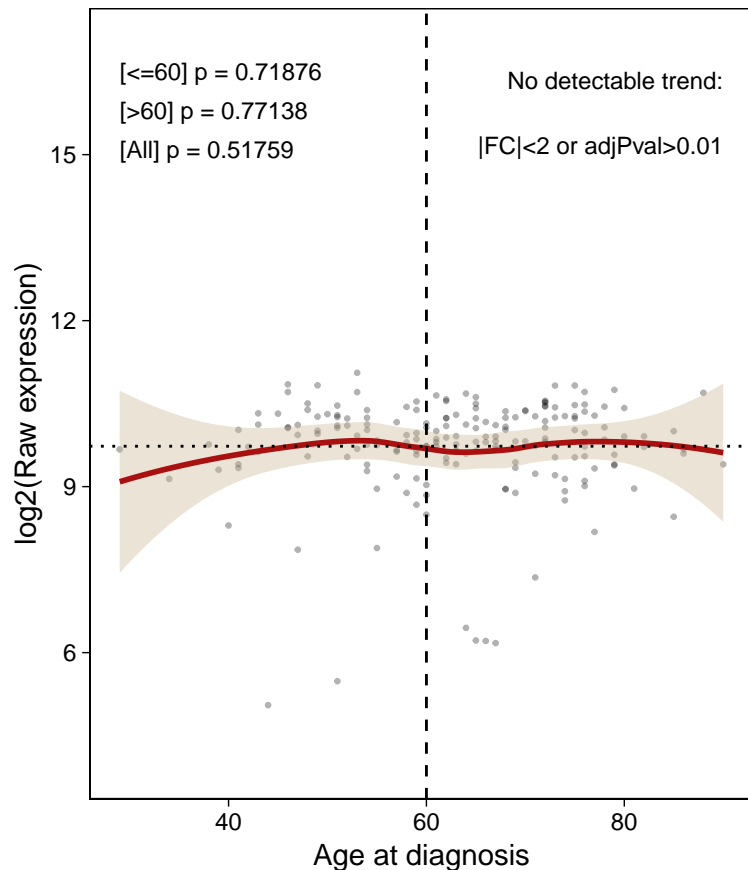 [<=60] p = 0.71876
[>60] p = 0.77138
[All] p = 0.51759
No detectable trend:
|FC|<2 or adjPval>0.01
log2(Raw expression)
15
12
9
6
40
60
80
Age at diagnosis